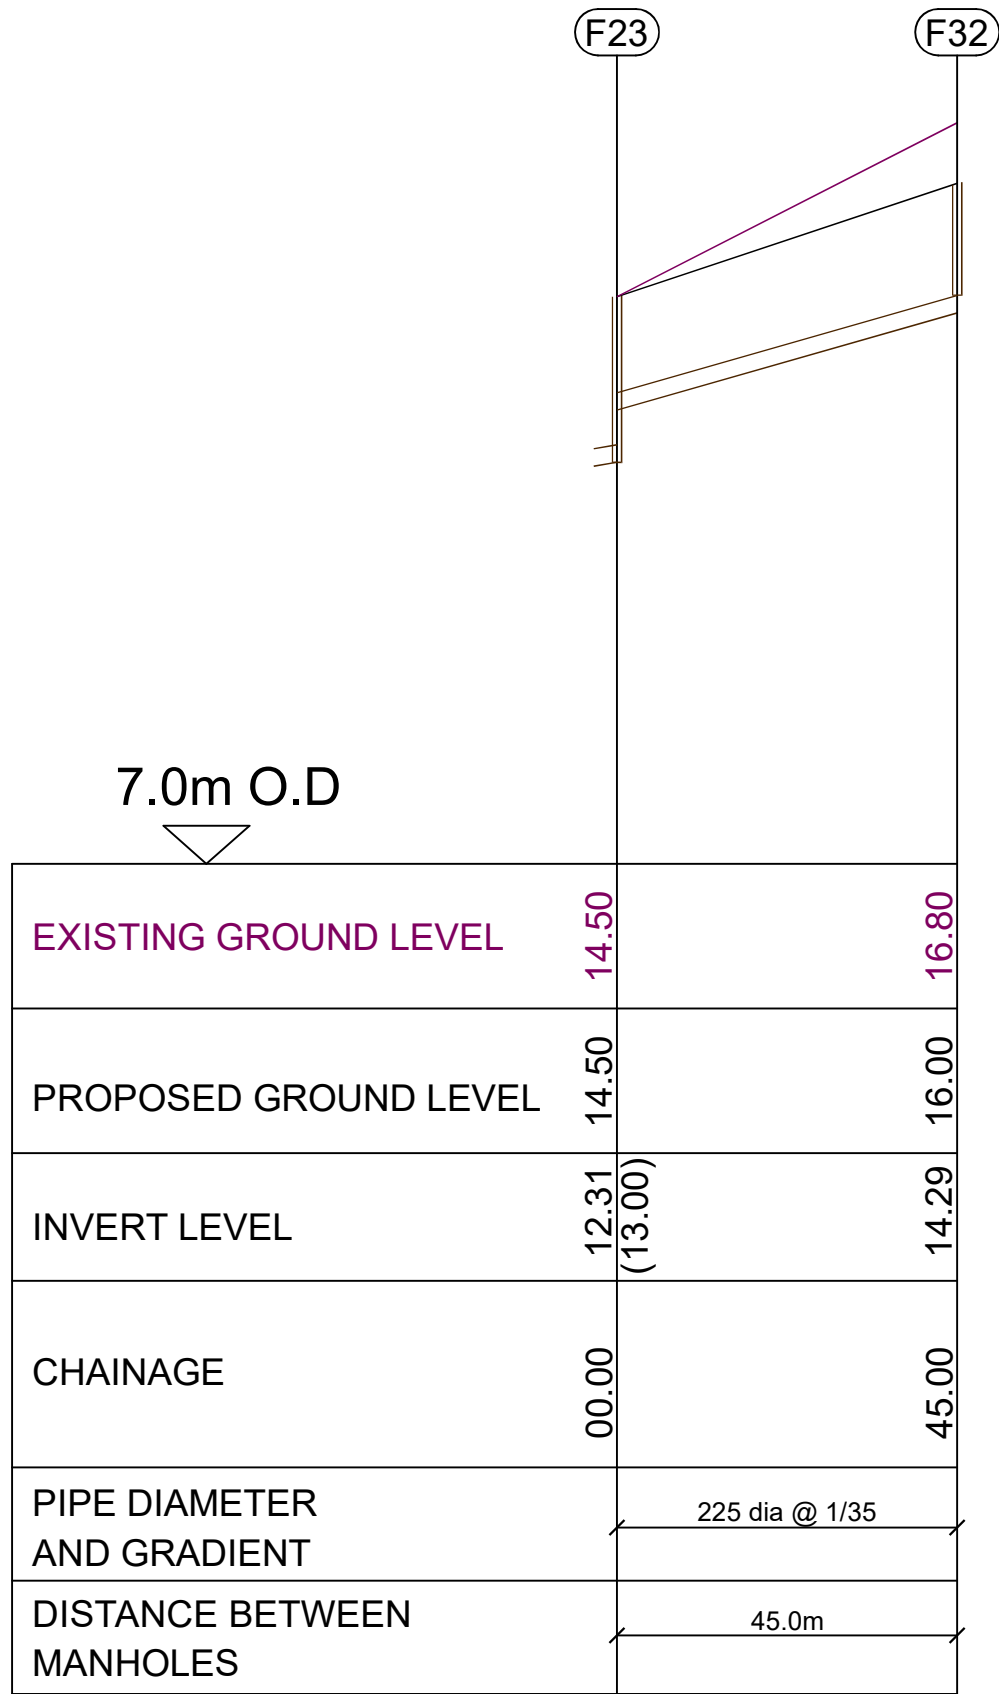 F23 F32
7.0m O.D
EXISTING GROUND LEVEL 14.50 16.80
PROPOSED GROUND LEVEL 14.50 16.00
INVERT LEVEL 12.31 (13.00) 14.29
CHAINAGE 00.00 45.00
PIPE DIAMETER
AND GRADIENT
225 dia @ 1/35
DISTANCE BETWEEN
MANHOLES
45.0m